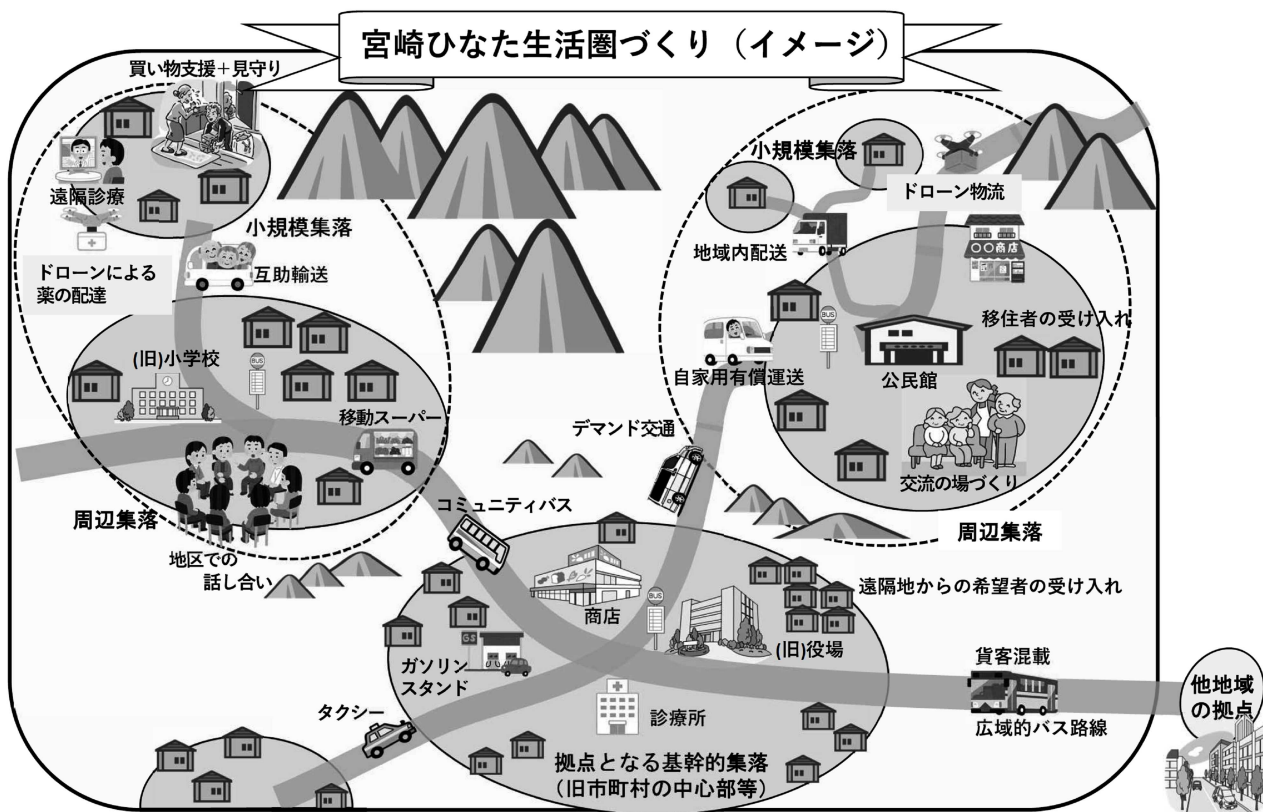 宮崎ひなた生活圏づくり（イメージ）
買い物支援＋見守り
遠隔診療
小規模集落
ドローンによる
薬の配達
互助輸送
(旧)小学校
BUS
移動スーパー
周辺集落
地区での
話し合い
小規模集落
ドローン物流
地域内配送
〇〇商店
移住者の受け入れ
BUS
自家用有償運送
公民館
交流の場づくり
周辺集落
デマンド交通
コミュニティバス
遠隔地からの希望者の受け入れ
商店
BUS
(旧)役場
GS
ガソリン
スタンド
診療所
タクシー
拠点となる基幹的集落
（旧市町村の中心部等）
貨客混載
広域的バス路線
他地域
の拠点